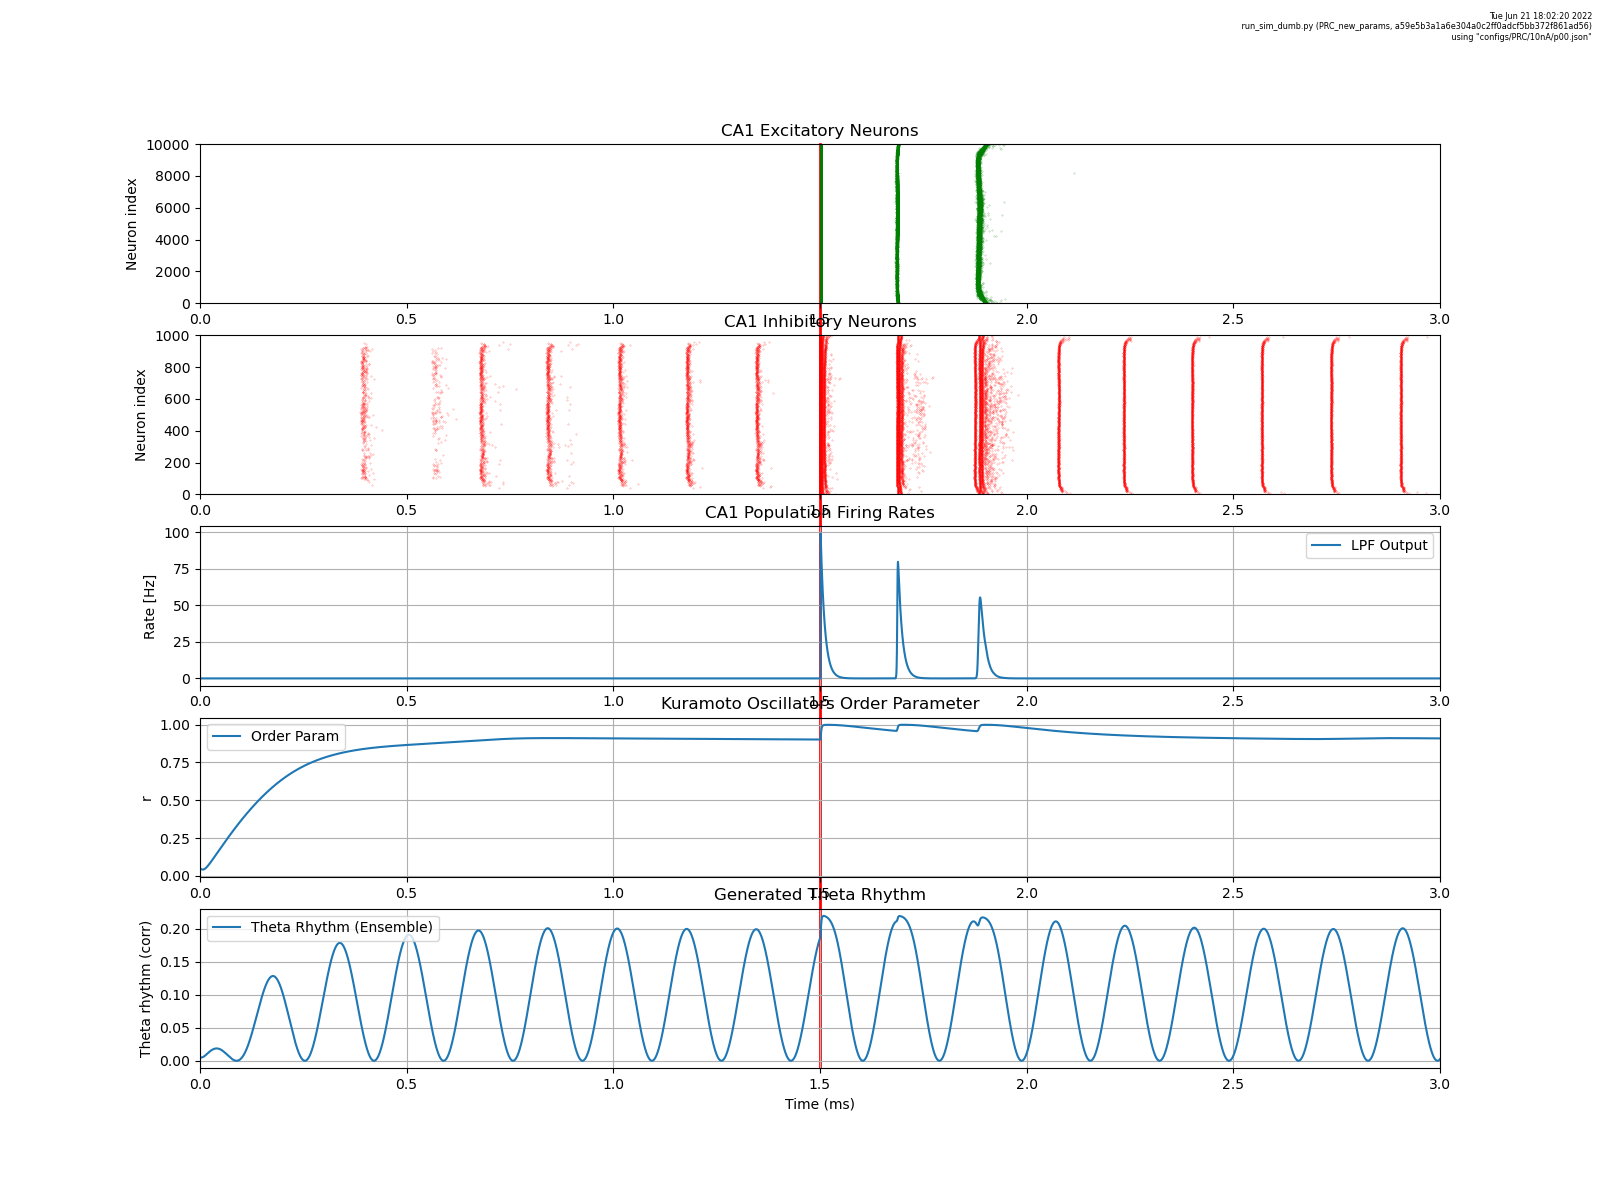 Tue Jun 21 18:02:20 2022
run_sim_dumb.py (PRC_new_params, a59e5b3a1a6e304a0c2ff0adcf5bb372f861ad56)
using "configs/PRC/10nA/p00.json"
CA1 Excitatory Neurons
Neuron index
10000
8000
6000
4000
2000
0
0.0 0.5 1.0 1.5 2.0 2.5 3.0
CA1 Inhibitory Neurons
Neuron index
1000
800
600
400
200
0
0.0 0.5 1.0 1.5 2.0 2.5 3.0
CA1 Population Firing Rates
Rate [Hz]
100
75
50
25
0
LPF Output
0.0 0.5 1.0 1.5 2.0 2.5 3.0
Kuramoto Oscillators Order Parameter
r
1.00
0.75
0.50
0.25
0.00
Order Param
0.0 0.5 1.0 1.5 2.0 2.5 3.0
Generated Theta Rhythm
Theta rhythm (corr)
0.20
0.15
0.10
0.05
0.00
Theta Rhythm (Ensemble)
0.0 0.5 1.0 1.5 2.0 2.5 3.0
Time (ms)